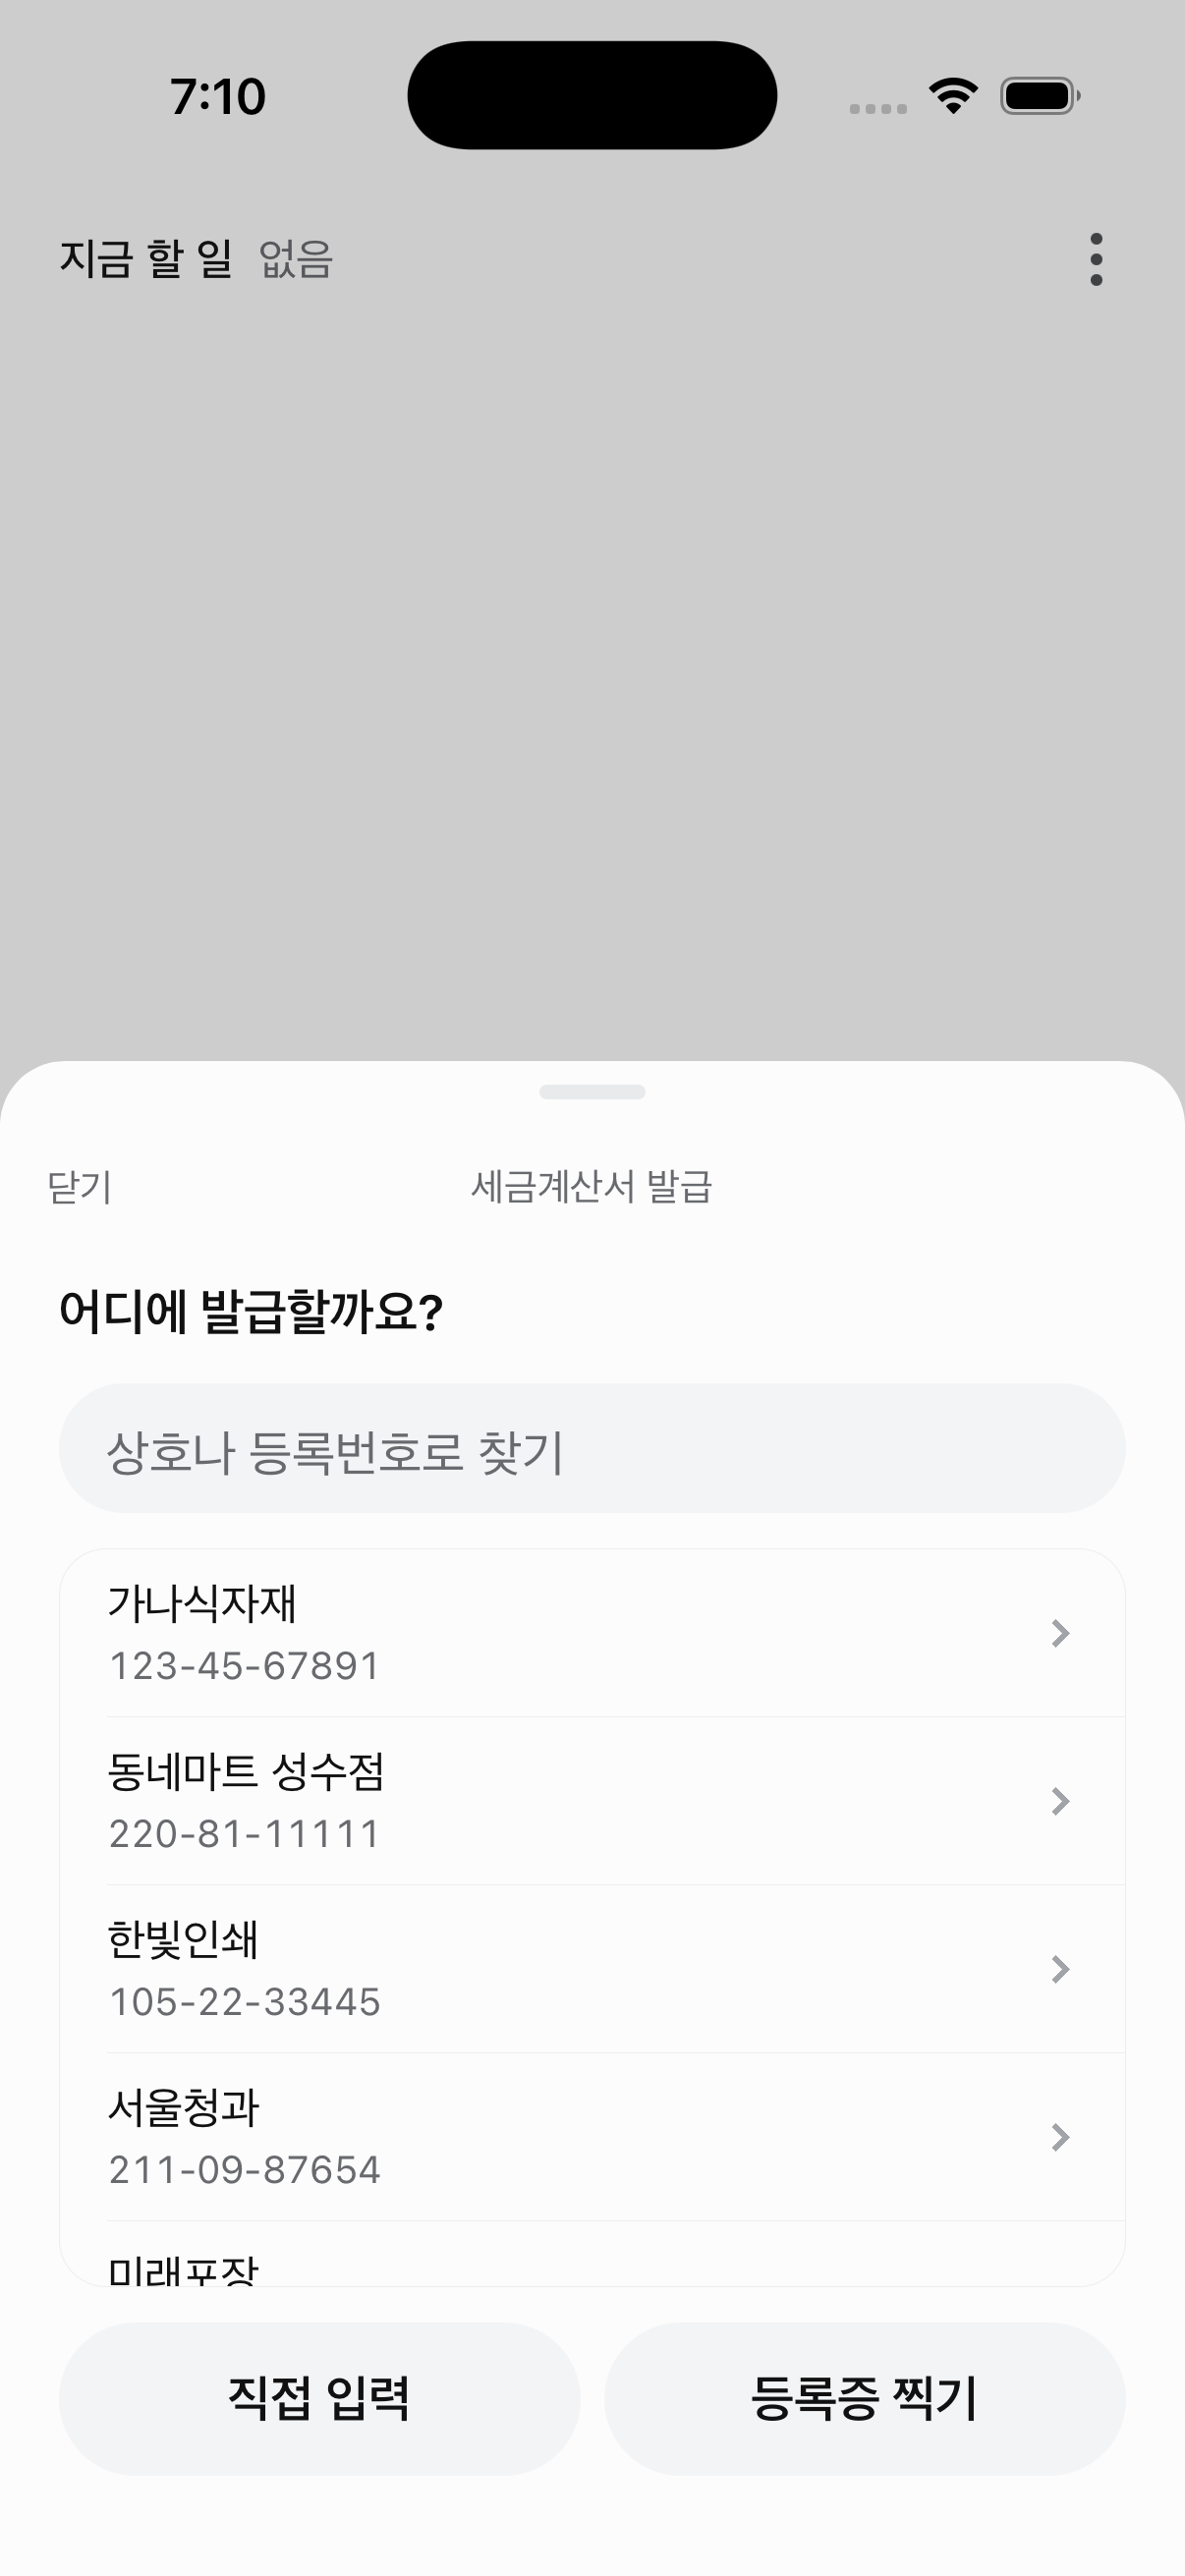 7:10
지금 할 일 없음
닫기
세금계산서 발급
어디에 발급할까요?
상호나 등록번호로 찾기
가나식자재
123-45-67891
동네마트 성수점
220-81-11111
한빛인쇄
105-22-33445
서울청과
211-09-87654
미래포장
직접 입력
등록증 찍기